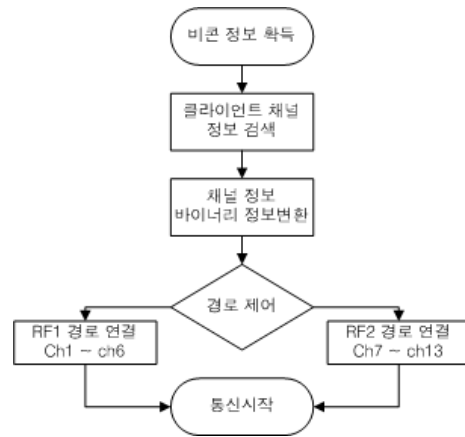 비콘 정보 획득
클라이언트 채널
정보 검색
채널 정보
바이너리 정보변환
경로 제어
RF1 경로 연결
Ch1 ~ ch6
RF2 경로 연결
Ch7 ~ ch13
통신시작